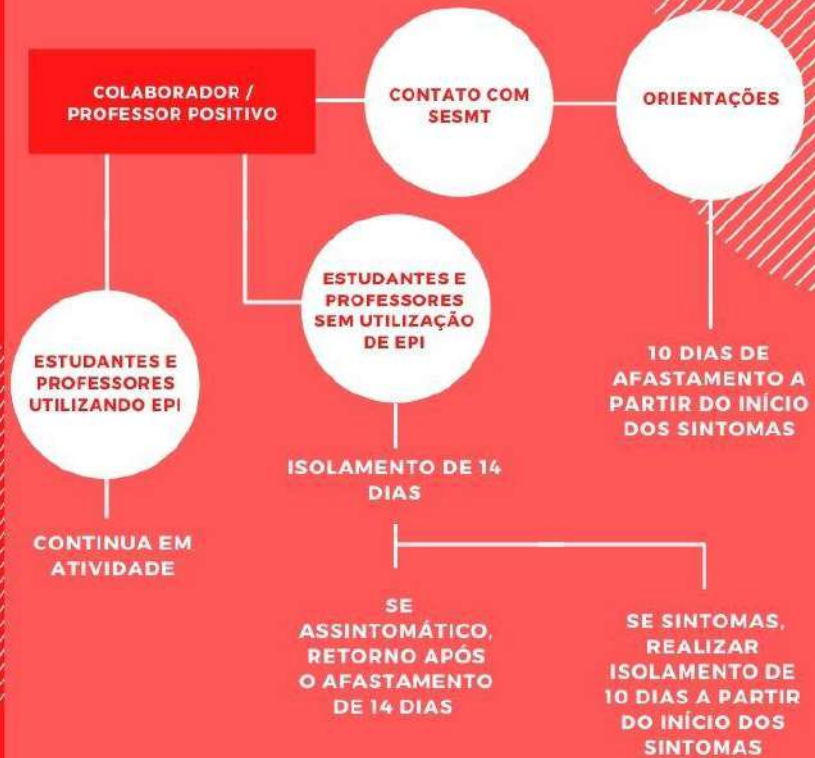 COLABORADOR /
PROFESSOR POSITIVO
CONTATO COM
SESMT
ORIENTAÇÕES
ESTUDANTES E
PROFESSORES
SEM UTILIZAÇÃO
DE EPI
ESTUDANTES E
PROFESSORES
UTILIZANDO EPI
10 DIAS DE
AFASTAMENTO A
PARTIR DO INÍCIO
DOS SINTOMAS
ISOLAMENTO DE 14
DIAS
CONTINUA EM
ATIVIDADE
SE
ASSINTOMÁTICO,
RETORNO APÓS
O AFASTAMENTO
DE 14 DIAS
SE SINTOMAS,
REALIZAR
ISOLAMENTO DE
10 DIAS A PARTIR
DO INÍCIO DOS
SINTOMAS